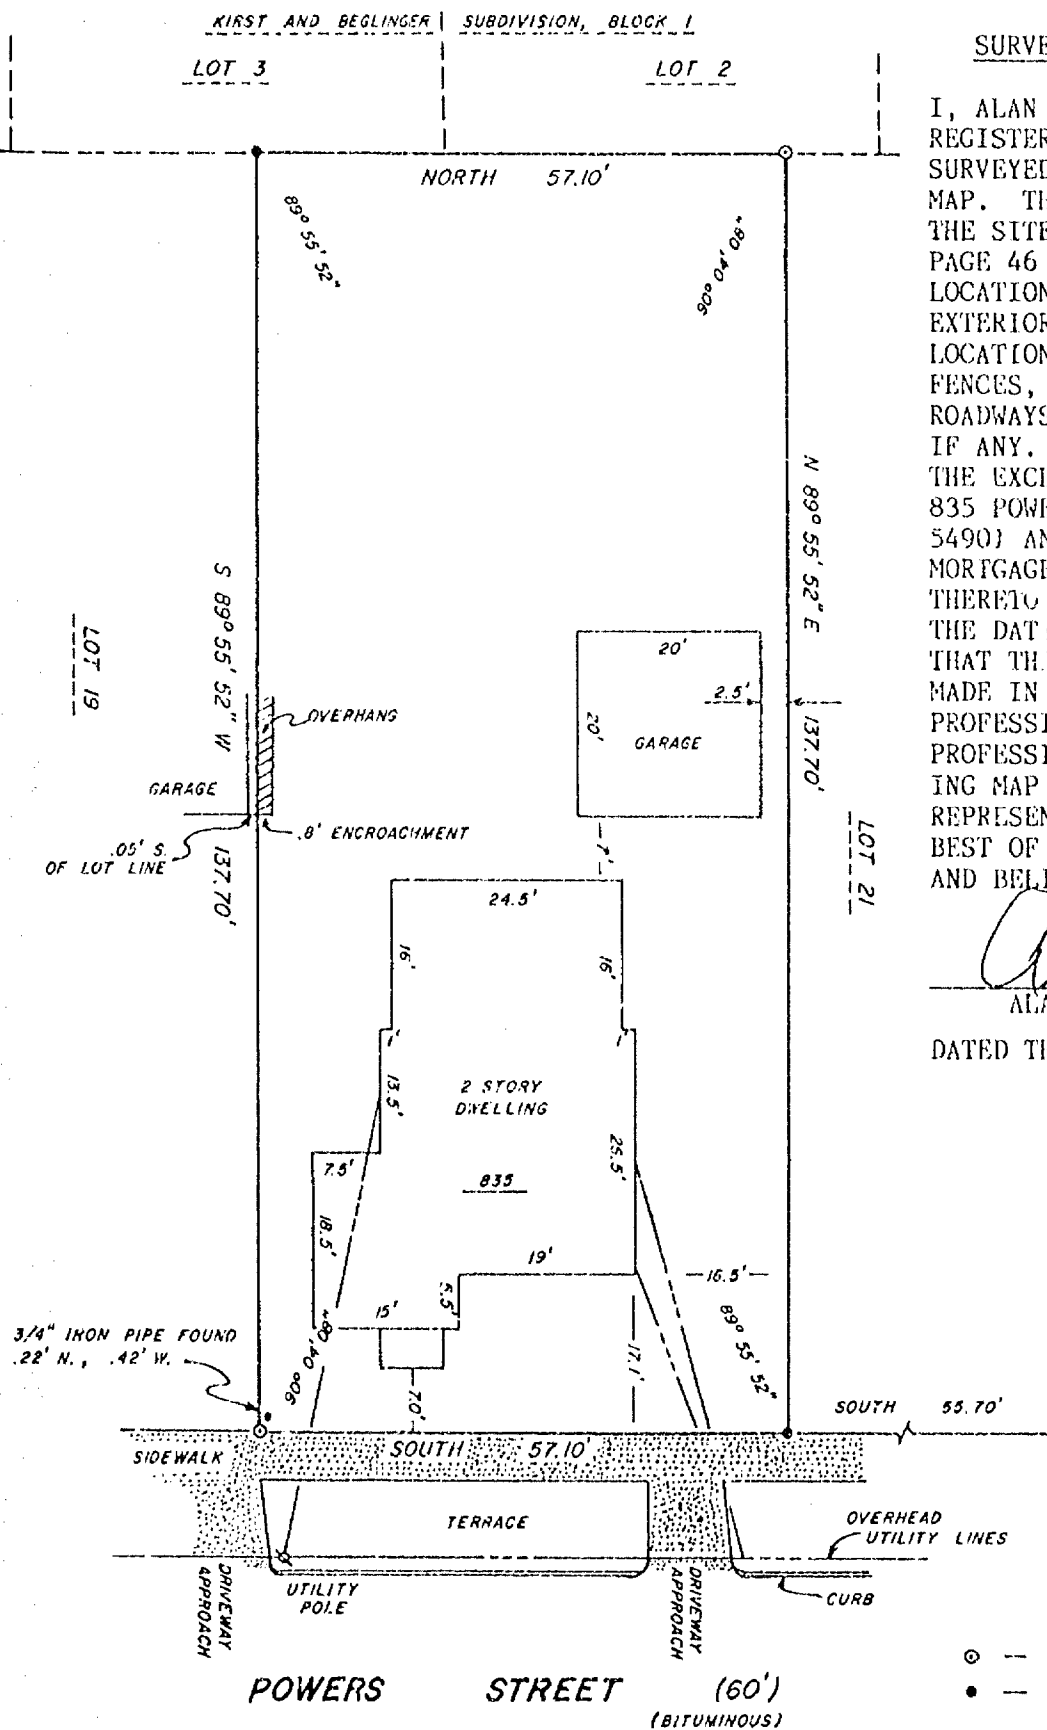 KIRST AND BEGLINGER SUBDIVISION, BLOCK 1
LOT 3
LOT 2
NORTH 57.10'
89° 55' 52"
90° 04' 08"
N 89° 55' 52" E
137.70'
S 89° 55' 52" W
137.70'
LOT 19
LOT 21
OVERHANG
GARAGE
.8' ENCROACHMENT
.05' S.
OF LOT LINE
20'
2.5'
20'
GARAGE
7'
24.5'
16'
16'
1'
1'
13.5'
2 STORY
DWELLING
25.5'
7.5'
835
18.5'
19'
16.5'
15'
5.5'
3/4" IRON PIPE FOUND
.22' N., .42' W.
90° 04' 08"
7.0'
17.1'
89° 55' 52"
SOUTH 55.70'
SIDEWALK
SOUTH 57.10'
TERRACE
OVERHEAD
UTILITY LINES
UTILITY
POLE
DRIVEWAY
APPROACH
DRIVEWAY
APPROACH
CURB
POWERS STREET (60')
(BITUMINOUS)
SURVE
I, ALAN
REGISTER
SURVEYED
MAP. TH
THE SITE
PAGE 46
LOCATION
EXTERIOR
LOCATION
FENCES,
ROADWAYS
IF ANY.
THE EXCL
835 POWE
54901 AN
MORTGAGE
THERETO
THE DAT
THAT TH
MADE IN
PROFESSI
PROFESSI
ING MAP
REPRESEN
BEST OF
AND BELI
ALA
DATED TH